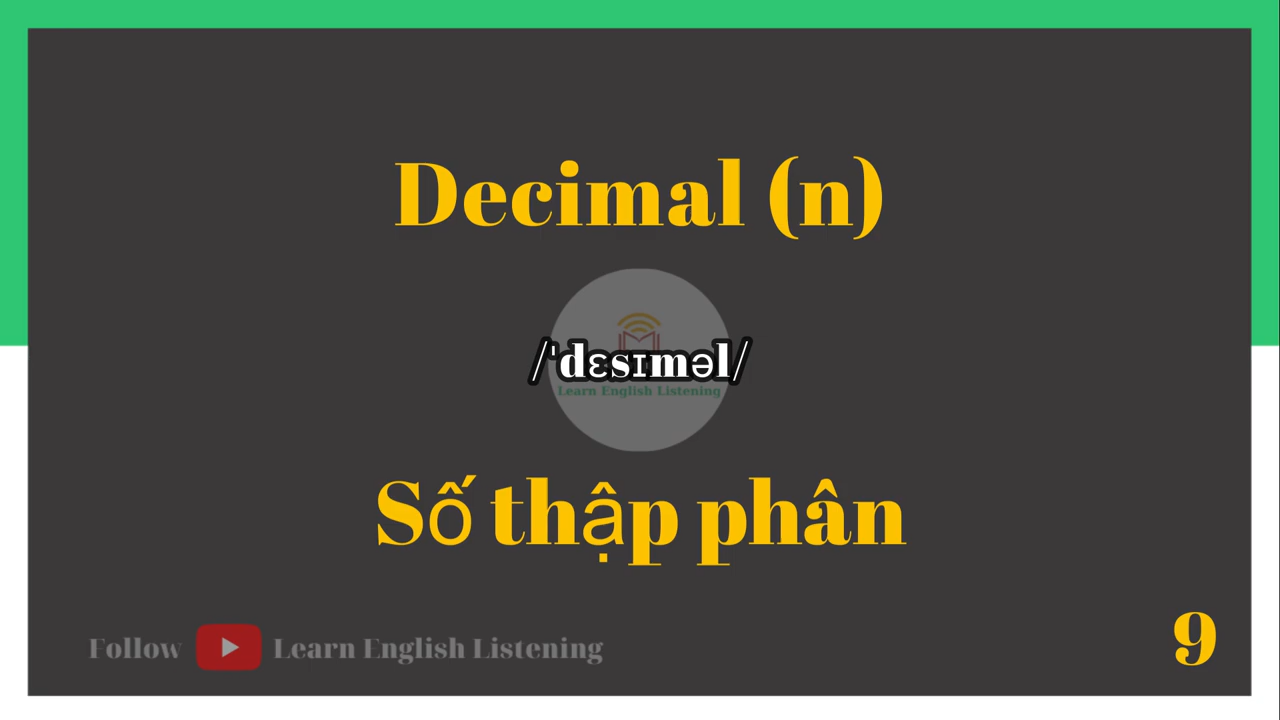 Decimal (n)
/ˈdɛsɪməl/
Learn English Listening
Số thập phân
Follow Learn English Listening
9